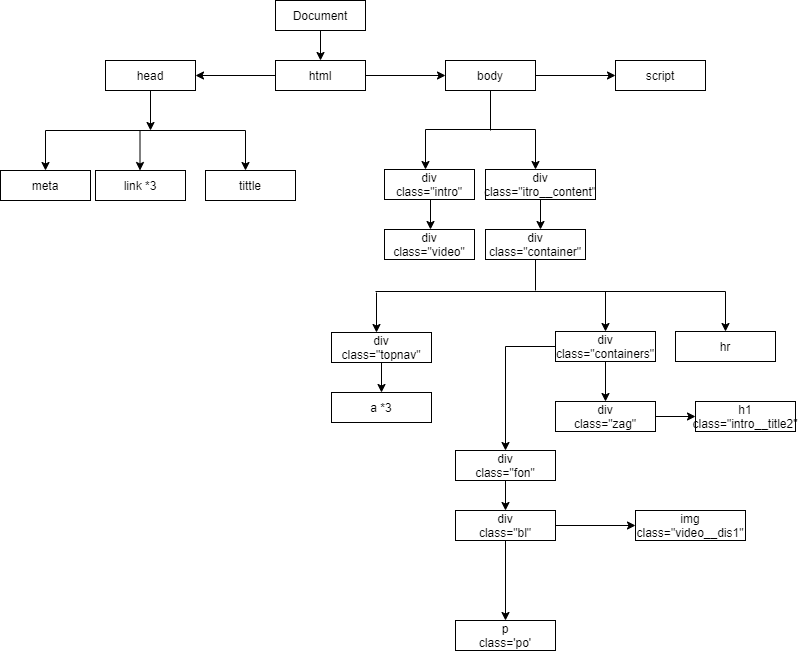 Document
head
html
body
script
meta
link *3
tittle
div
class="intro"
div
class="itro__content"
div
class="video"
div
class="container"
div
class="topnav"
div
class="containers"
hr
a *3
div
class="zag"
h1
class="intro__title2"
div
class="fon"
div
class="bl"
img
class="video__dis1"
p
class='po'